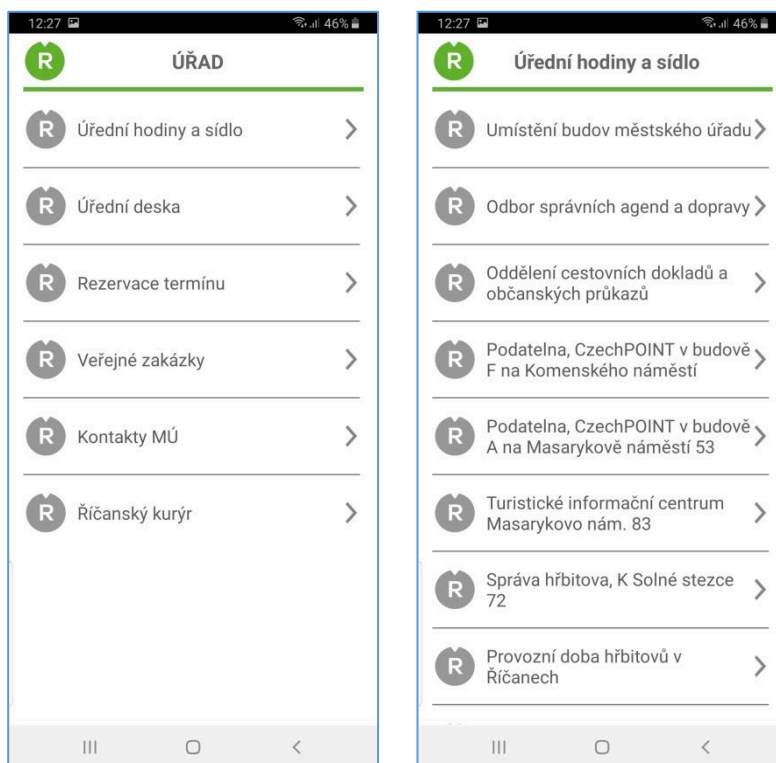 12:27 46%
R ÚŘAD
R Úřední hodiny a sídlo
R Úřední deska
R Rezervace termínu
R Veřejné zakázky
R Kontakty MÚ
R Říčanský kurýr
12:27 46%
R Úřední hodiny a sídlo
R Umístění budov městského úřadu
R Odbor správních agend a dopravy
R Oddělení cestovních dokladů a
občanských průkazů
R Podatelna, CzechPOINT v budově
F na Komenského náměstí
R Podatelna, CzechPOINT v budově
A na Masarykově náměstí 53
R Turistické informační centrum
Masarykovo nám. 83
R Správa hřbitova, K Solné stezce
72
R Provozní doba hřbitovů v
Říčanech